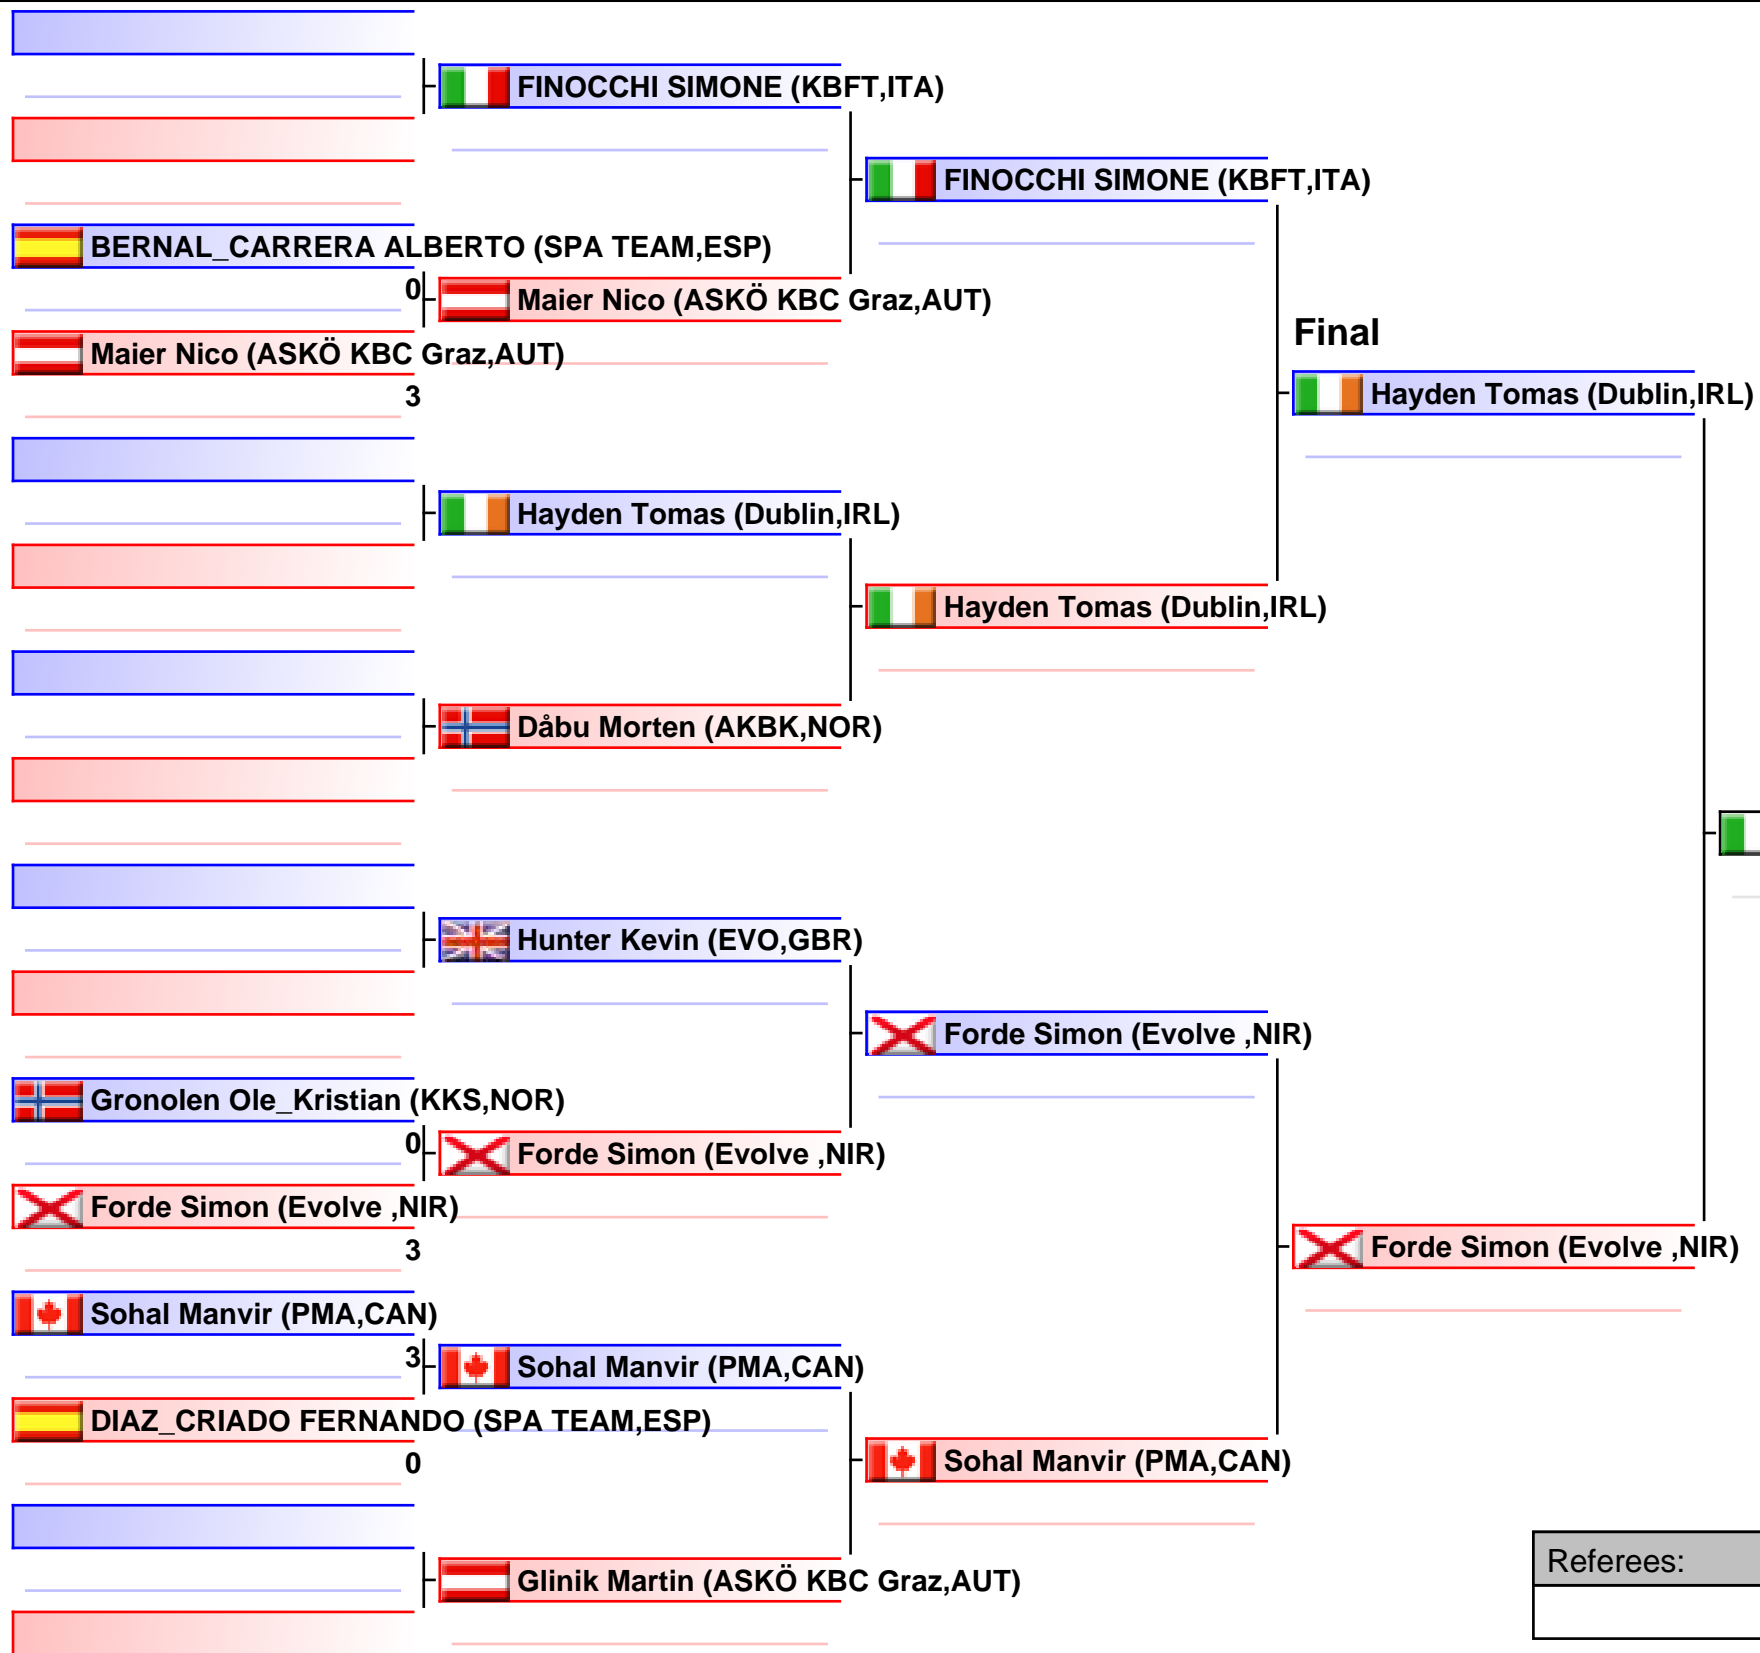 FINOCCHI SIMONE (KBFT,ITA)
FINOCCHI SIMONE (KBFT,ITA)
BERNAL_CARRERA ALBERTO (SPA TEAM,ESP)
0
Maier Nico (ASKÖ KBC Graz,AUT)
Final
Maier Nico (ASKÖ KBC Graz,AUT)
3
Hayden Tomas (Dublin,IRL)
Hayden Tomas (Dublin,IRL)
Hayden Tomas (Dublin,IRL)
Dåbu Morten (AKBK,NOR)
Hunter Kevin (EVO,GBR)
Forde Simon (Evolve ,NIR)
Gronolen Ole_Kristian (KKS,NOR)
0
Forde Simon (Evolve ,NIR)
Forde Simon (Evolve ,NIR)
3
Forde Simon (Evolve ,NIR)
Sohal Manvir (PMA,CAN)
3
Sohal Manvir (PMA,CAN)
DIAZ_CRIADO FERNANDO (SPA TEAM,ESP)
0
Sohal Manvir (PMA,CAN)
Glinik Martin (ASKÖ KBC Graz,AUT)
Referees: